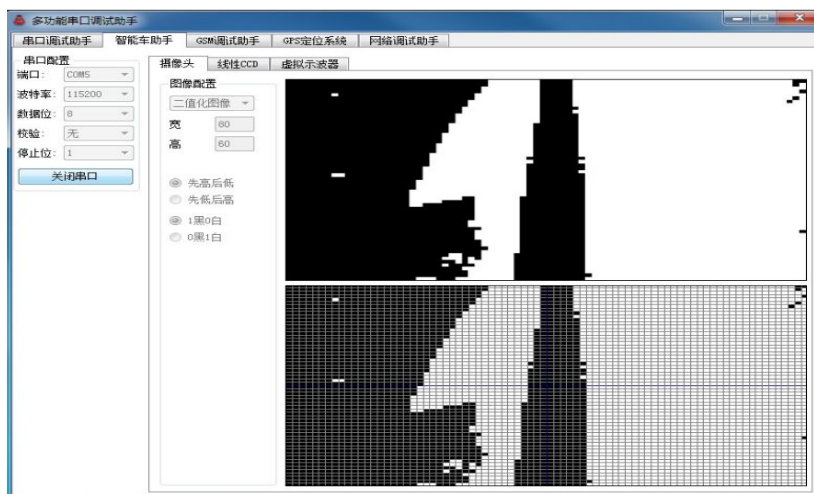 多功能串口调试助手
串口调试助手 智能车助手 GSM调试助手 GPS定位系统 网络调试助手
串口配置
端口: COM5
波特率: 115200
数据位: 8
校验: 无
停止位: 1
关闭串口
摄像头 线性CCD 虚拟示波器
图像配置
二值化图像
宽 80
高 60
先高后低
先低后高
1黑0白
0黑1白